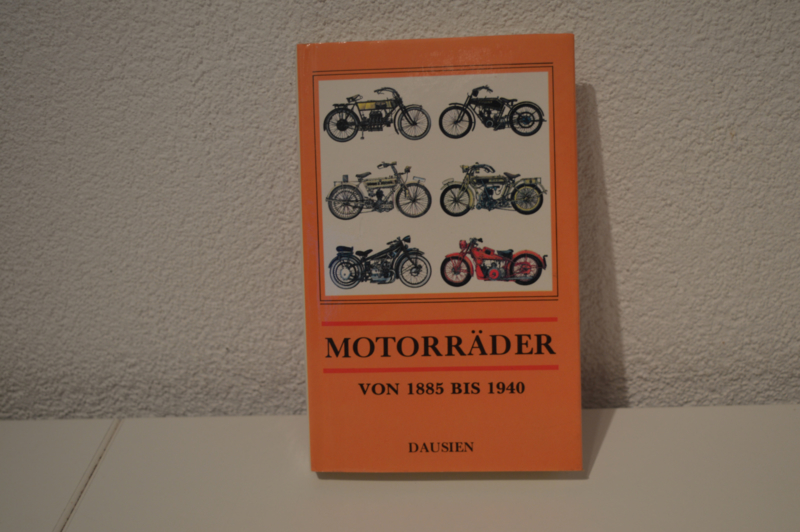 MOTORRÄDER
VON 1885 BIS 1940
DAUSIEN